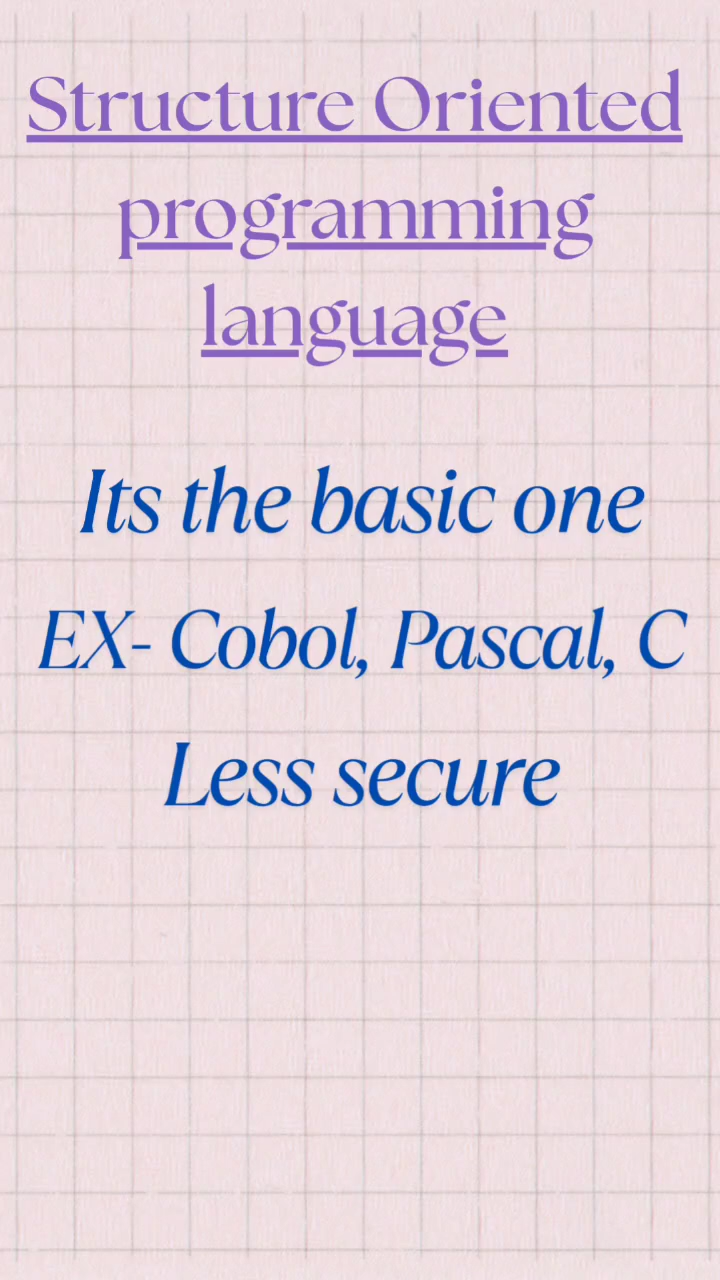 Structure Oriented
programming
language
Its the basic one
EX- Cobol, Pascal, C
Less secure